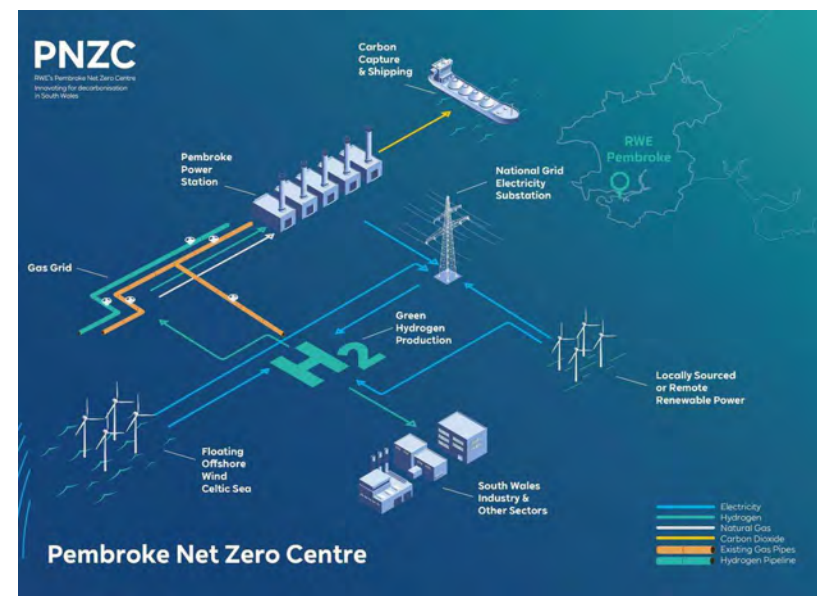 PNZC
RWE's Pembroke Net Zero Centre
Innovating for decarbonisation
in South Wales
Carbon
Capture
& Shipping
RWE
Pembroke
Pembroke
Power
Station
National Grid
Electricity
Substation
Gas Grid
Green
Hydrogen
Production
H2
Locally Sourced
or Remote
Renewable Power
Floating
Offshore
Wind
Celtic Sea
South Wales
Industry &
Other Sectors
Electricity
Hydrogen
Natural Gas
Carbon Dioxide
Existing Gas Pipes
Hydrogen Pipeline
Pembroke Net Zero Centre